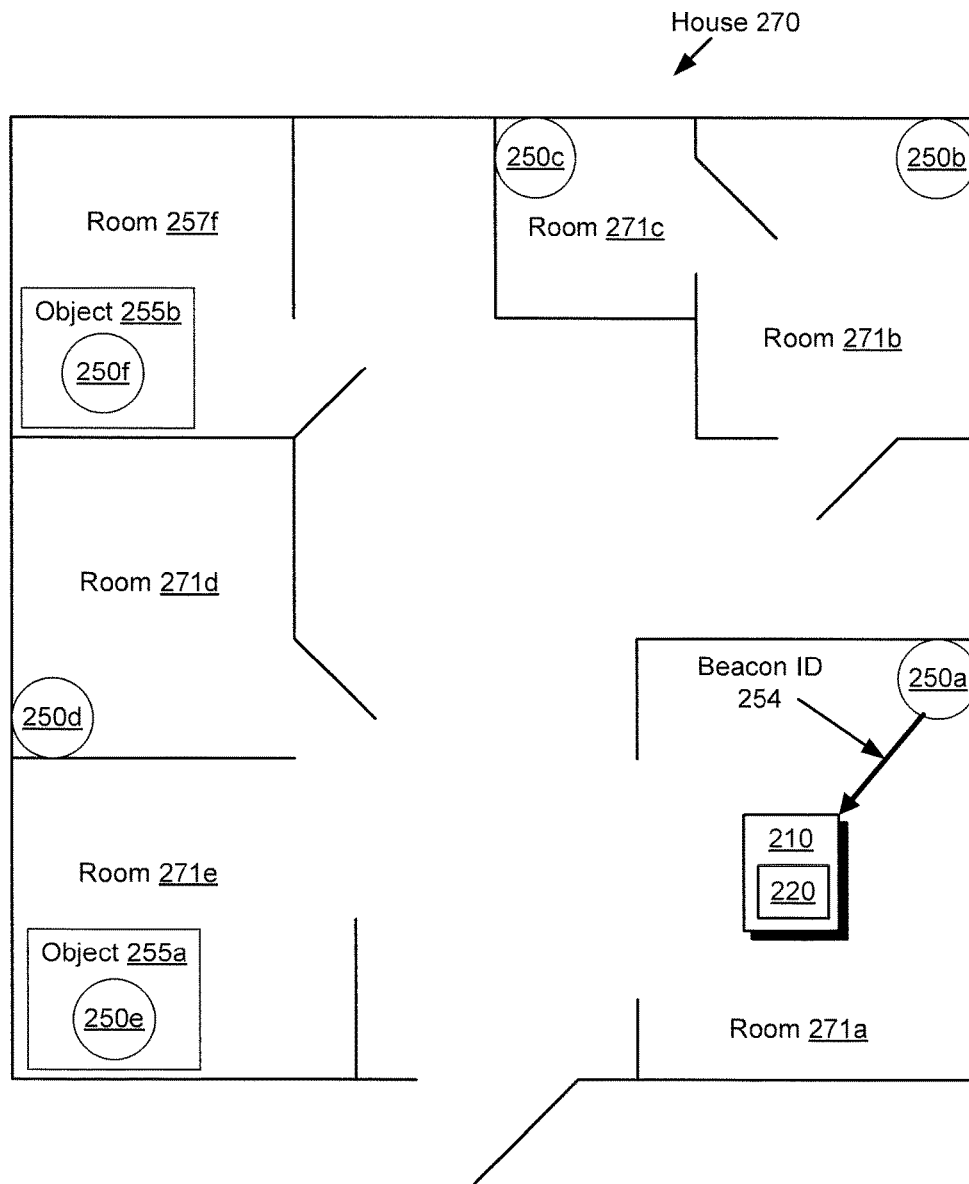 House 270
250c
250b
Room 257f
Room 271c
Object 255b
Room 271b
250f
Room 271d
Beacon ID
254
250a
250d
210
Room 271e
220
Object 255a
250e
Room 271a